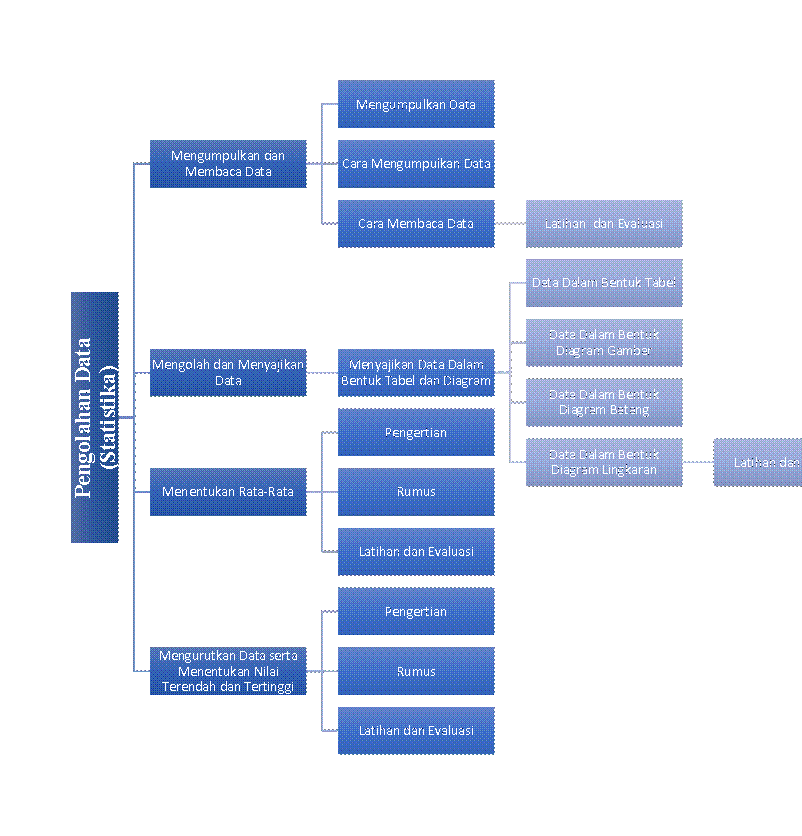 Pengolahan Data
(Statistika)
Mengumpulkan dan
Membaca Data
Mengumpulkan Data
Cara Mengumpulkan Data
Cara Membaca Data
Latihan dan Evaluasi
Mengolah dan Menyajikan
Data
Menyajikan Data Dalam
Bentuk Tabel dan Diagram
Data Dalam Bentuk Tabel
Data Dalam Bentuk
Diagram Gambar
Data Dalam Bentuk
Diagram Batang
Data Dalam Bentuk
Diagram Lingkaran
Latihan dan
Menentukan Rata-Rata
Pengertian
Rumus
Latihan dan Evaluasi
Mengurutkan Data serta
Menentukan Nilai
Terendah dan Tertinggi
Pengertian
Rumus
Latihan dan Evaluasi